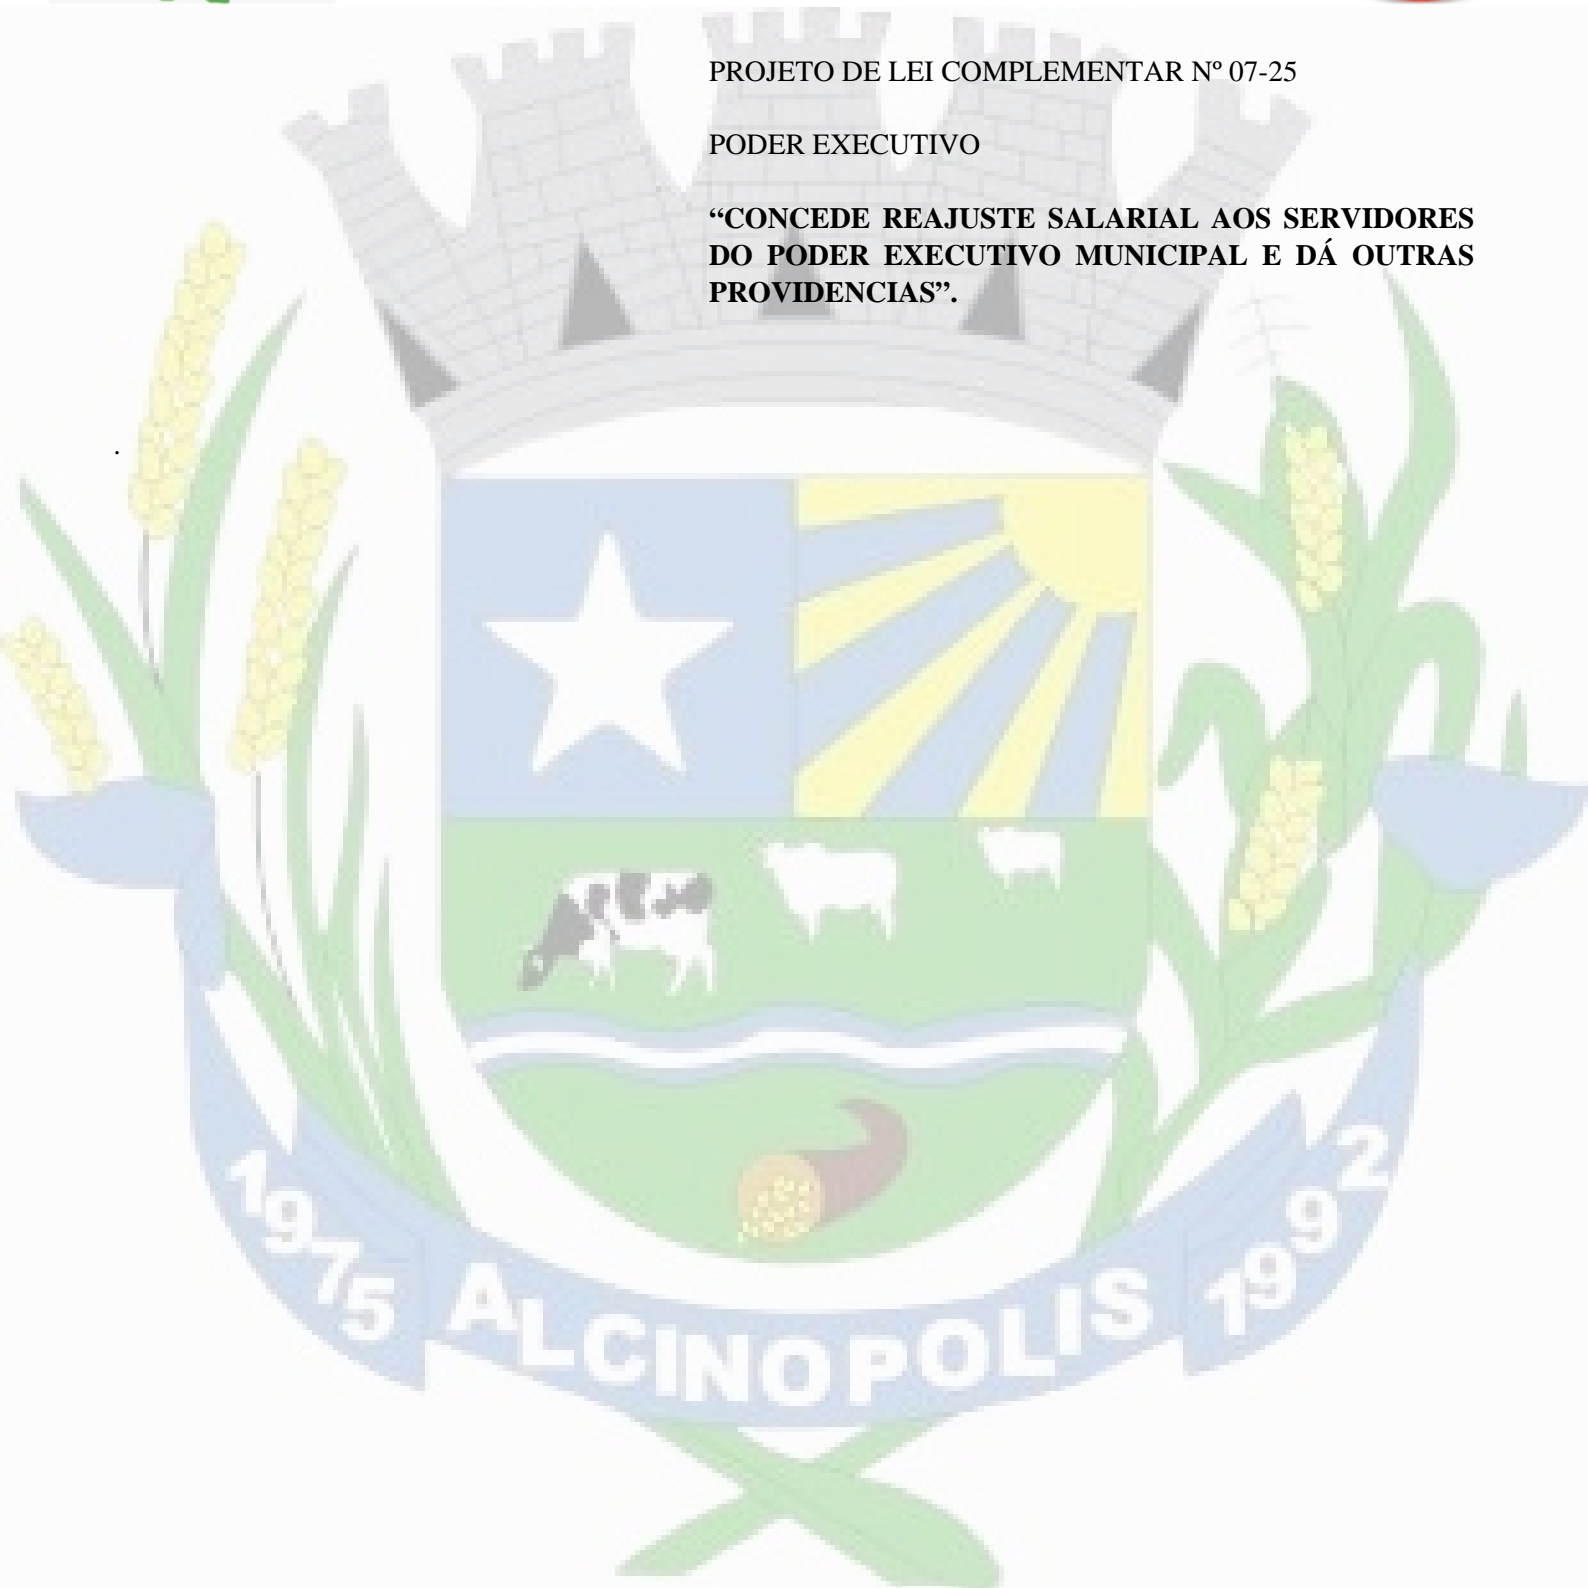 PROJETO DE LEI COMPLEMENTAR Nº 07-25
PODER EXECUTIVO
“CONCEDE REAJUSTE SALARIAL AOS SERVIDORES
DO PODER EXECUTIVO MUNICIPAL E DÁ OUTRAS
PROVIDENCIAS”.
.
1975 ALCINOPOLIS 1992